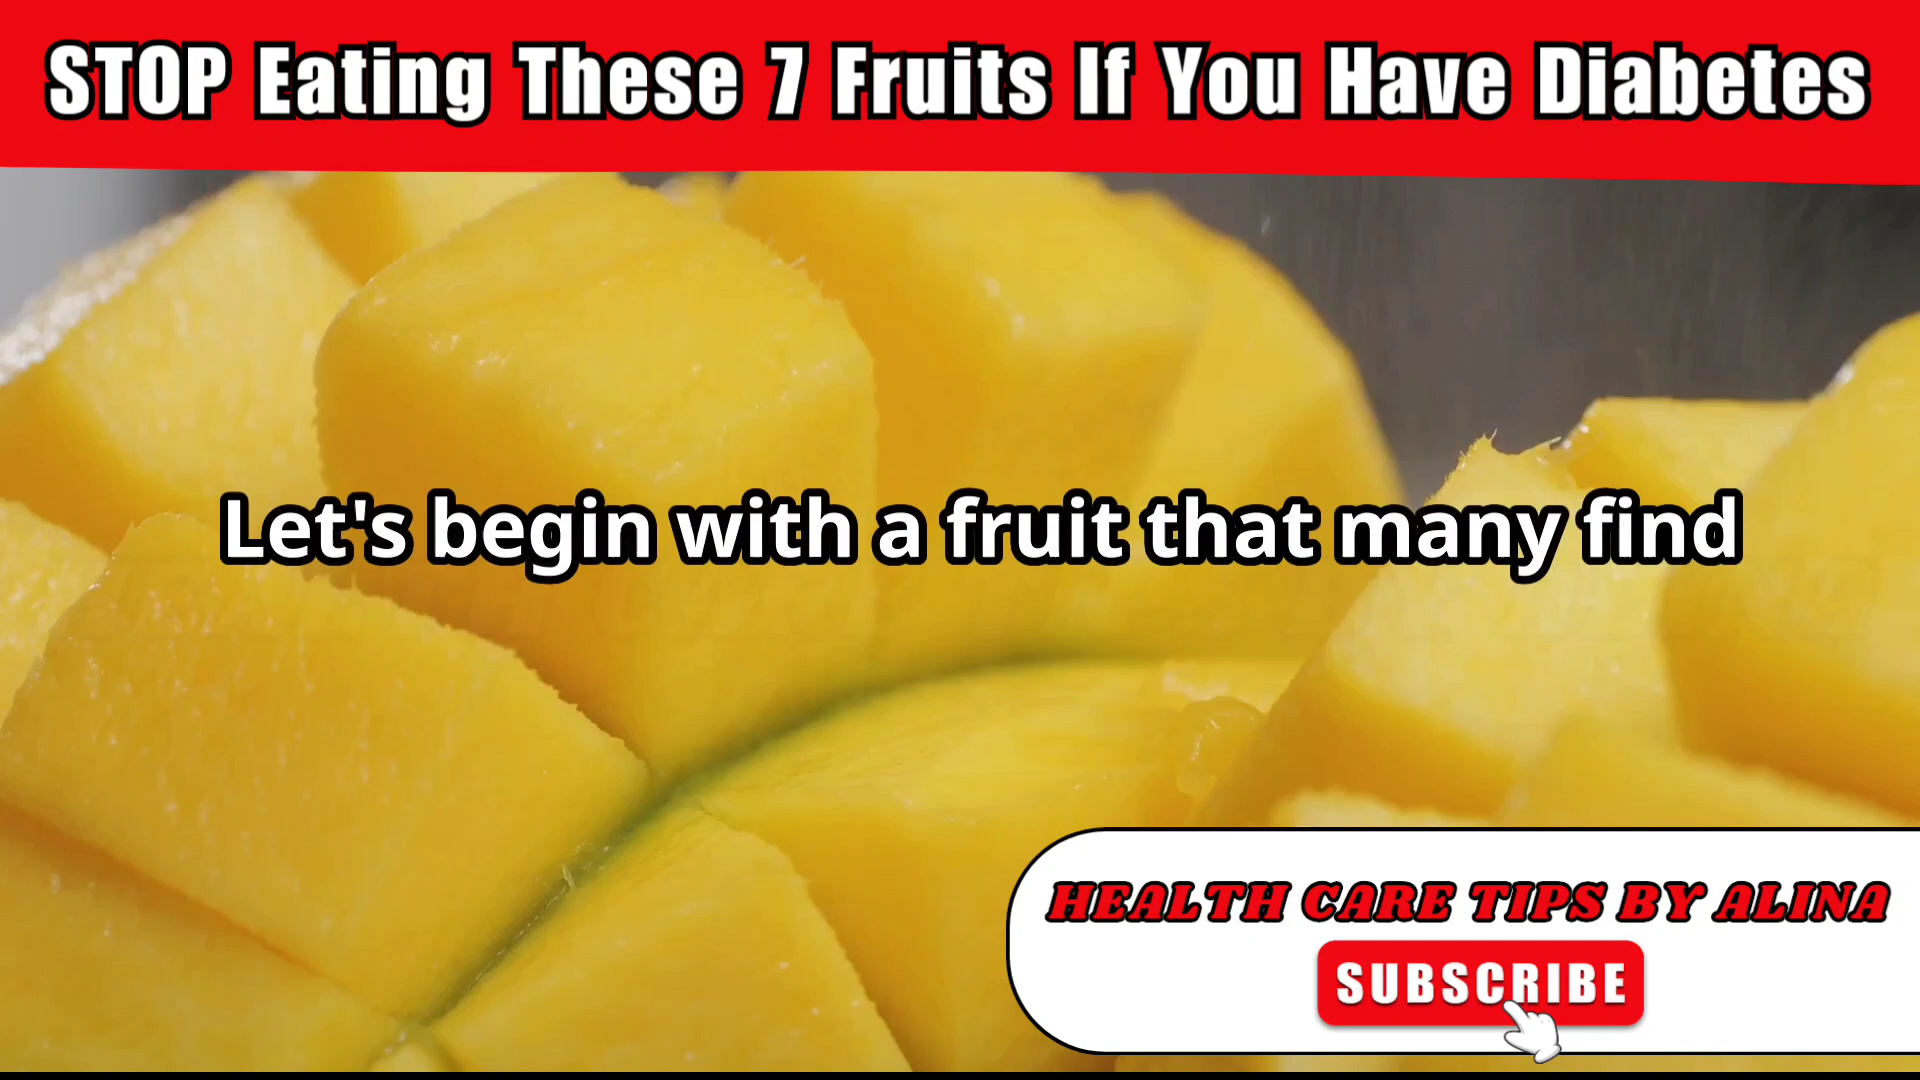 STOP Eating These 7 Fruits If You Have Diabetes
Let's begin with a fruit that many find
HEALTH CARE TIPS BY ALINA
SUBSCRIBE